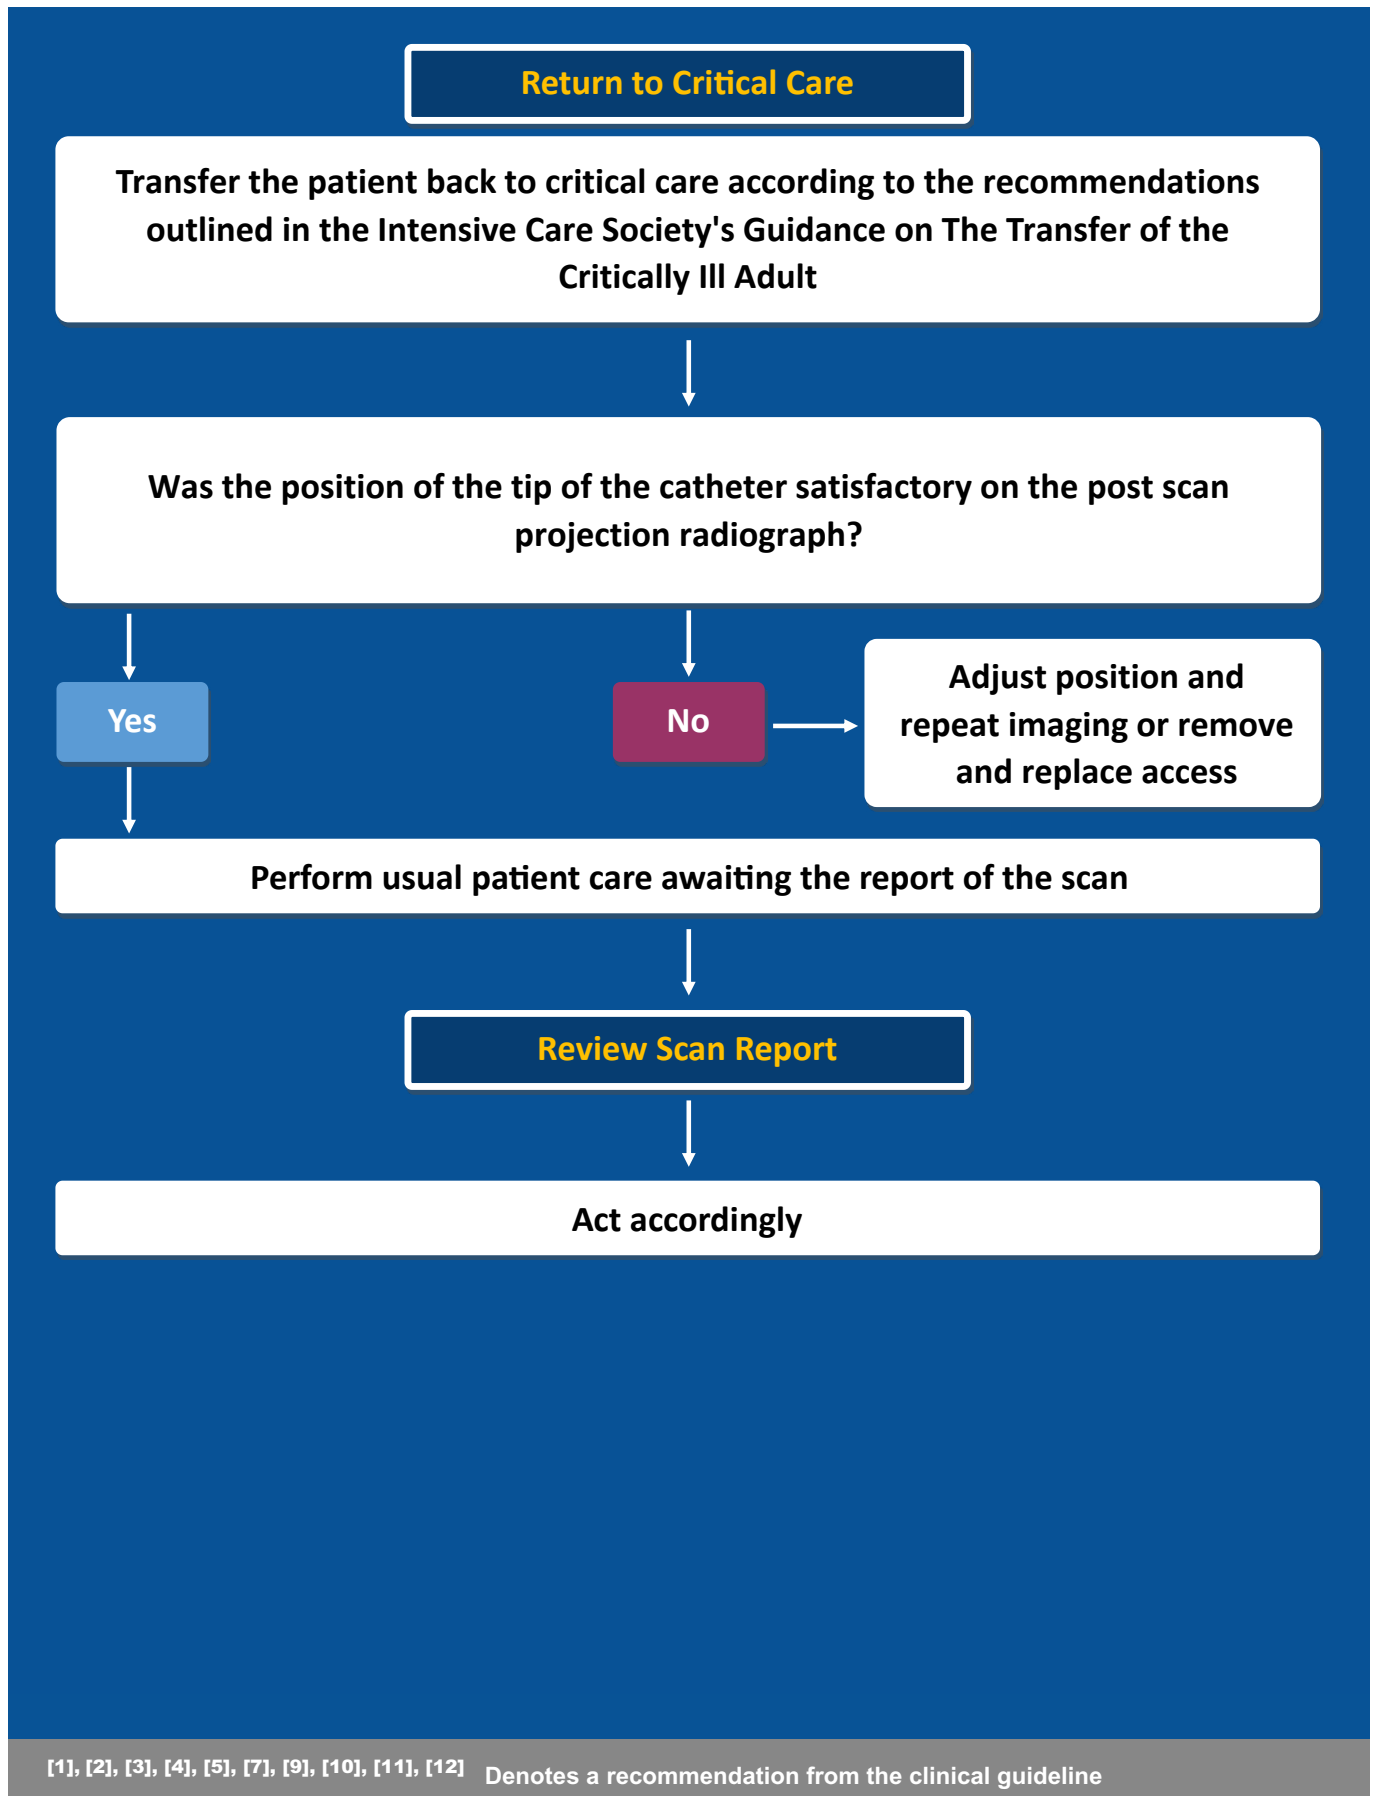 Return to Critical Care
Transfer the patient back to critical care according to the recommendations
outlined in the Intensive Care Society's Guidance on The Transfer of the
Critically Ill Adult
Was the position of the tip of the catheter satisfactory on the post scan
projection radiograph?
Yes
No
Adjust position and
repeat imaging or remove
and replace access
Perform usual patient care awaiting the report of the scan
Review Scan Report
Act accordingly
[1], [2], [3], [4], [5], [7], [9], [10], [11], [12] Denotes a recommendation from the clinical guideline